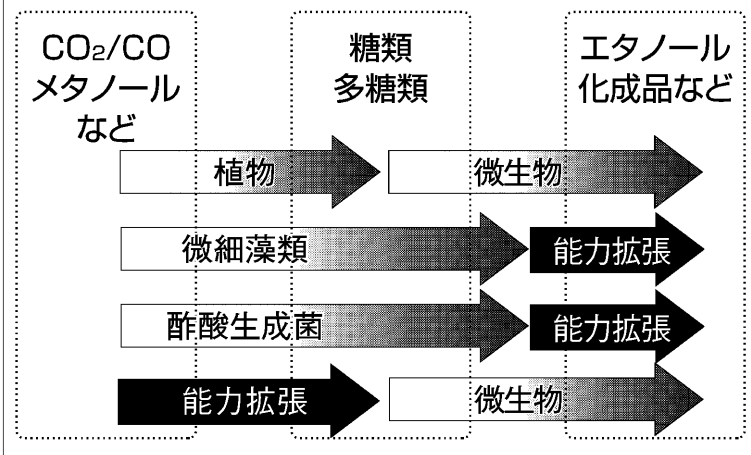 CO₂/CO
メタノール
など
糖類
多糖類
エタノール
化成品など
植物
微生物
微細藻類
能力拡張
酢酸生成菌
能力拡張
能力拡張
微生物